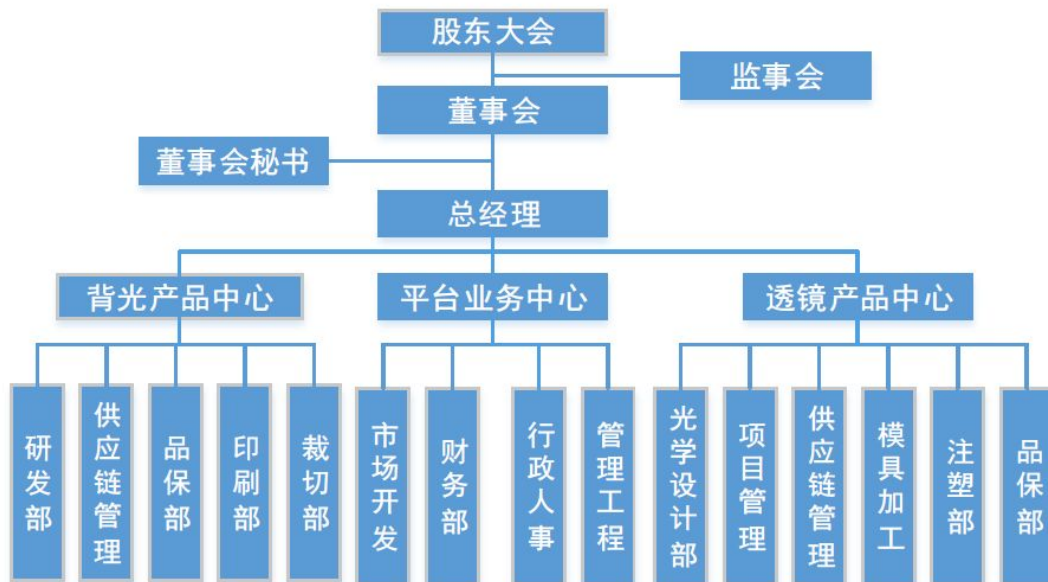 股东大会
监事会
董事会
董事会秘书
总经理
背光产品中心
平台业务中心
透镜产品中心
研发部
供应链管理
品保部
印刷部
裁切部
市场开发
财务部
行政人事
管理工程
光学设计部
项目管理
供应链管理
模具加工
注塑部
品保部